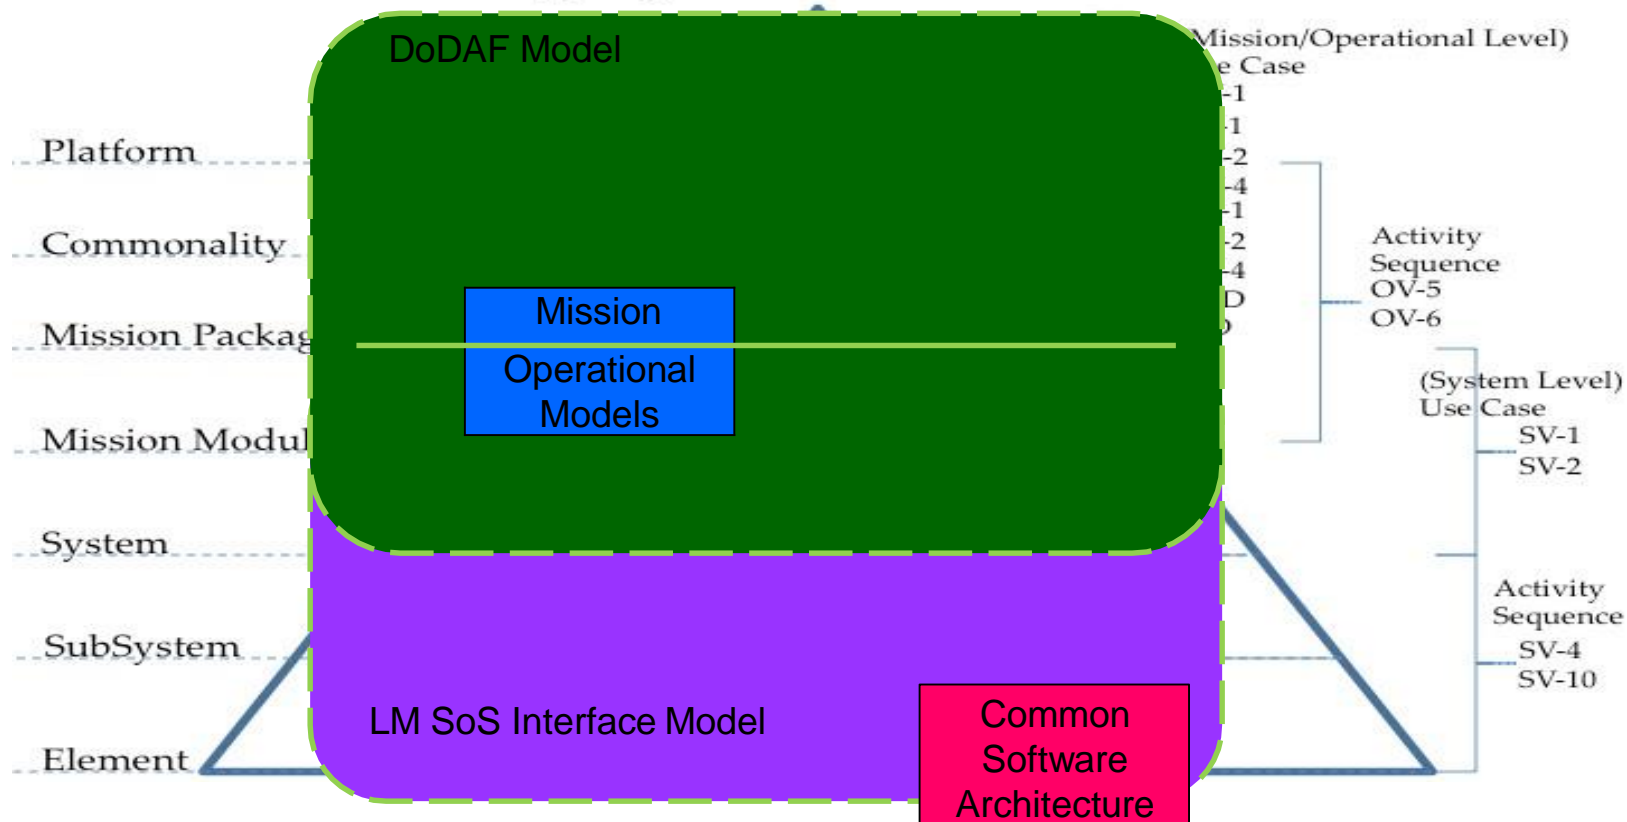 DoDAF Model
Mission/Operational Level)
Case
-1
-1
-2
-4
-1
-2
-4
D
Platform
Commonality
Mission Packag
Mission Modul
System
SubSystem
Element
Mission
Operational
Models
Activity
Sequence
OV-5
OV-6
(System Level)
Use Case
SV-1
SV-2
Activity
Sequence
SV-4
SV-10
LM SoS Interface Model
Common
Software
Architecture